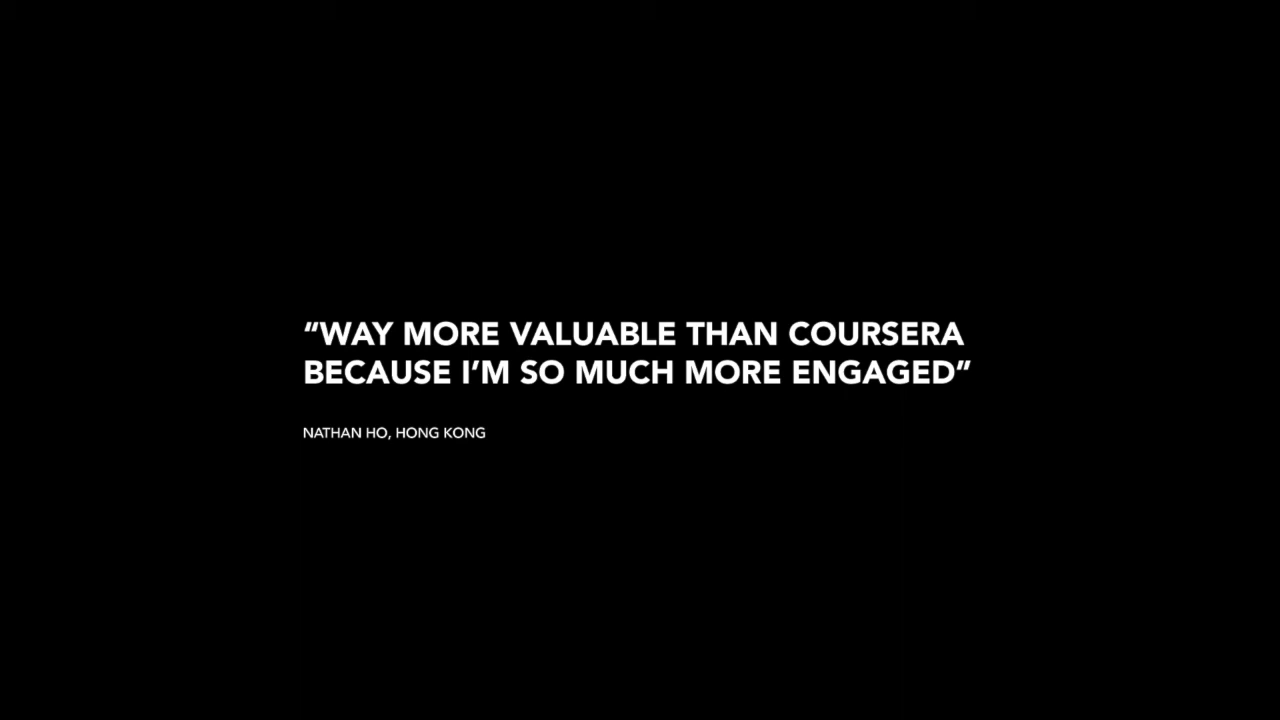 “WAY MORE VALUABLE THAN COURSERA
BECAUSE I’M SO MUCH MORE ENGAGED”
NATHAN HO, HONG KONG